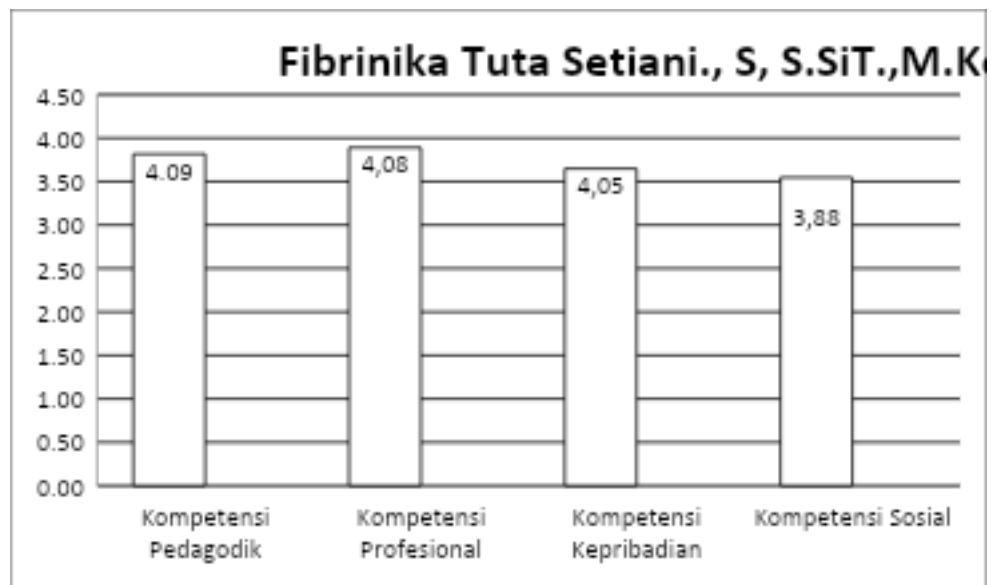 Fibrinika Tuta Setiani., S, S.SiT.,M.Ke
4.50
4.00
3.50
3.00
2.50
2.00
1.50
1.00
0.50
0.00
4.09
4,08
4,05
3,88
Kompetensi
Pedagodik
Kompetensi
Profesional
Kompetensi
Kepribadian
Kompetensi Sosial